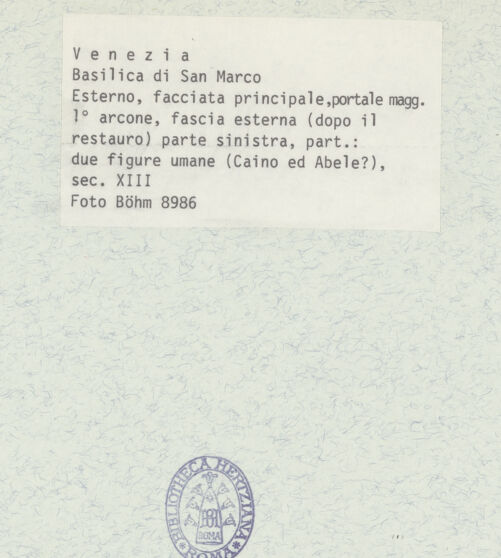 V e n e z i a
Basilica di San Marco
Esterno, facciata principale,portale magg.
1° arcone, fascia esterna (dopo il
restauro) parte sinistra, part.:
due figure umane (Caino ed Abele?),
sec. XIII
Foto Böhm 8986
BIBLIOTHECA HERTZIANA
ROMA
ROMA